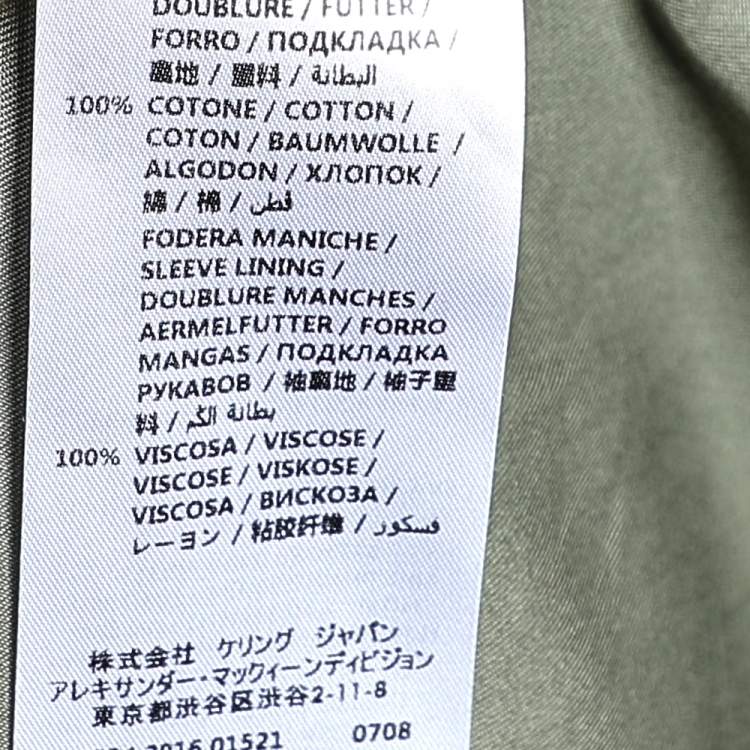 DOUBLURE / FUTTER /
FORRO / ПОДКЛАДКА /
裏地 / 裡料 / البطانة
100% COTONE / COTTON /
COTON / BAUMWOLLE /
ALGODON / ХЛОПОК /
綿 / 棉 / قطن
FODERA MANICHE /
SLEEVE LINING /
DOUBLURE MANCHES /
AERMELFUTTER / FORRO
MANGAS / ПОДКЛАДКА
РУКАВОВ / 袖裏地 / 袖子里
料 / بطانة الكم
100% VISCOSA / VISCOSE /
VISCOSE / VISKOSE /
VISCOSA / ВИСКОЗА /
レーヨン / 粘胶纤维 / فسكوز
株式会社 ケリング ジャパン
アレキサンダー・マックィーンディビジョン
東京都渋谷区渋谷2-11-8
2016 01521 0708